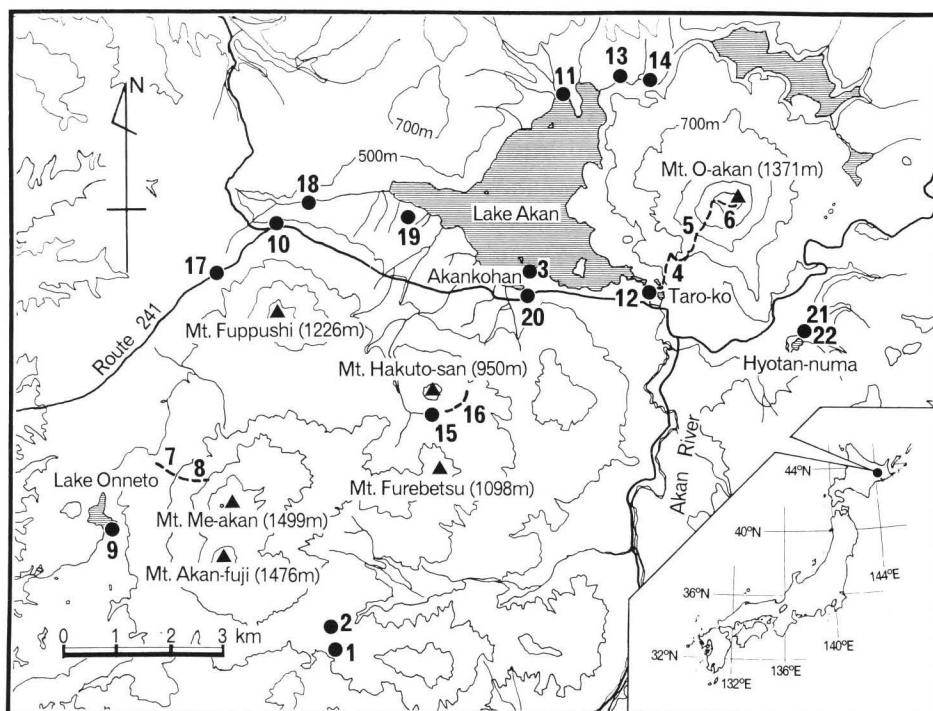 13
14
11
N
700m
700m
500m
Mt. O-akan (1371m)
18
5
6
19
Lake Akan
10
4
17
Akankohan
3
12
Taro-ko
20
21
22
Route 241
Mt. Fuppushi (1226m)
Hyotan-numa
Mt. Hakuto-san (950m)
16
15
Akan River
7
8
Lake Onneto
Mt. Furebetsu (1098m)
44°N
Mt. Me-akan (1499m)
9
40°N
Mt. Akan-fuji (1476m)
144°E
36°N
2
1
0 1 2 3 km
140°E
32°N
136°E
132°E